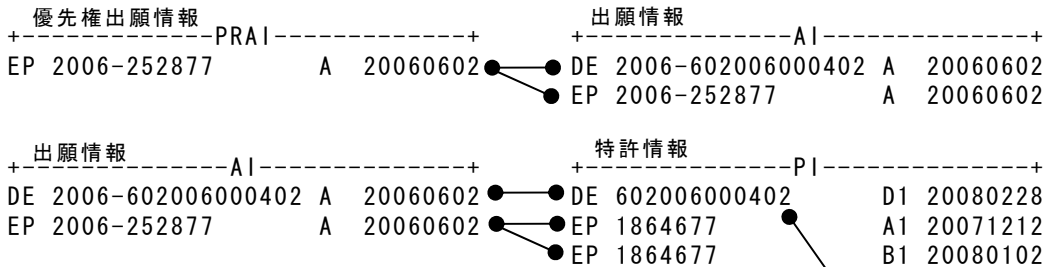 優先権出願情報 出願情報
+--------------PRAI--------------+ +---------------AI---------------+
EP 2006-252877 A 20060602 DE 2006-602006000402 A 20060602
EP 2006-252877 A 20060602
出願情報 特許情報
+---------------AI---------------+ +---------------PI---------------+
DE 2006-602006000402 A 20060602 DE 602006000402 D1 20080228
EP 2006-252877 A 20060602 EP 1864677 A1 20071212
EP 1864677 B1 20080102